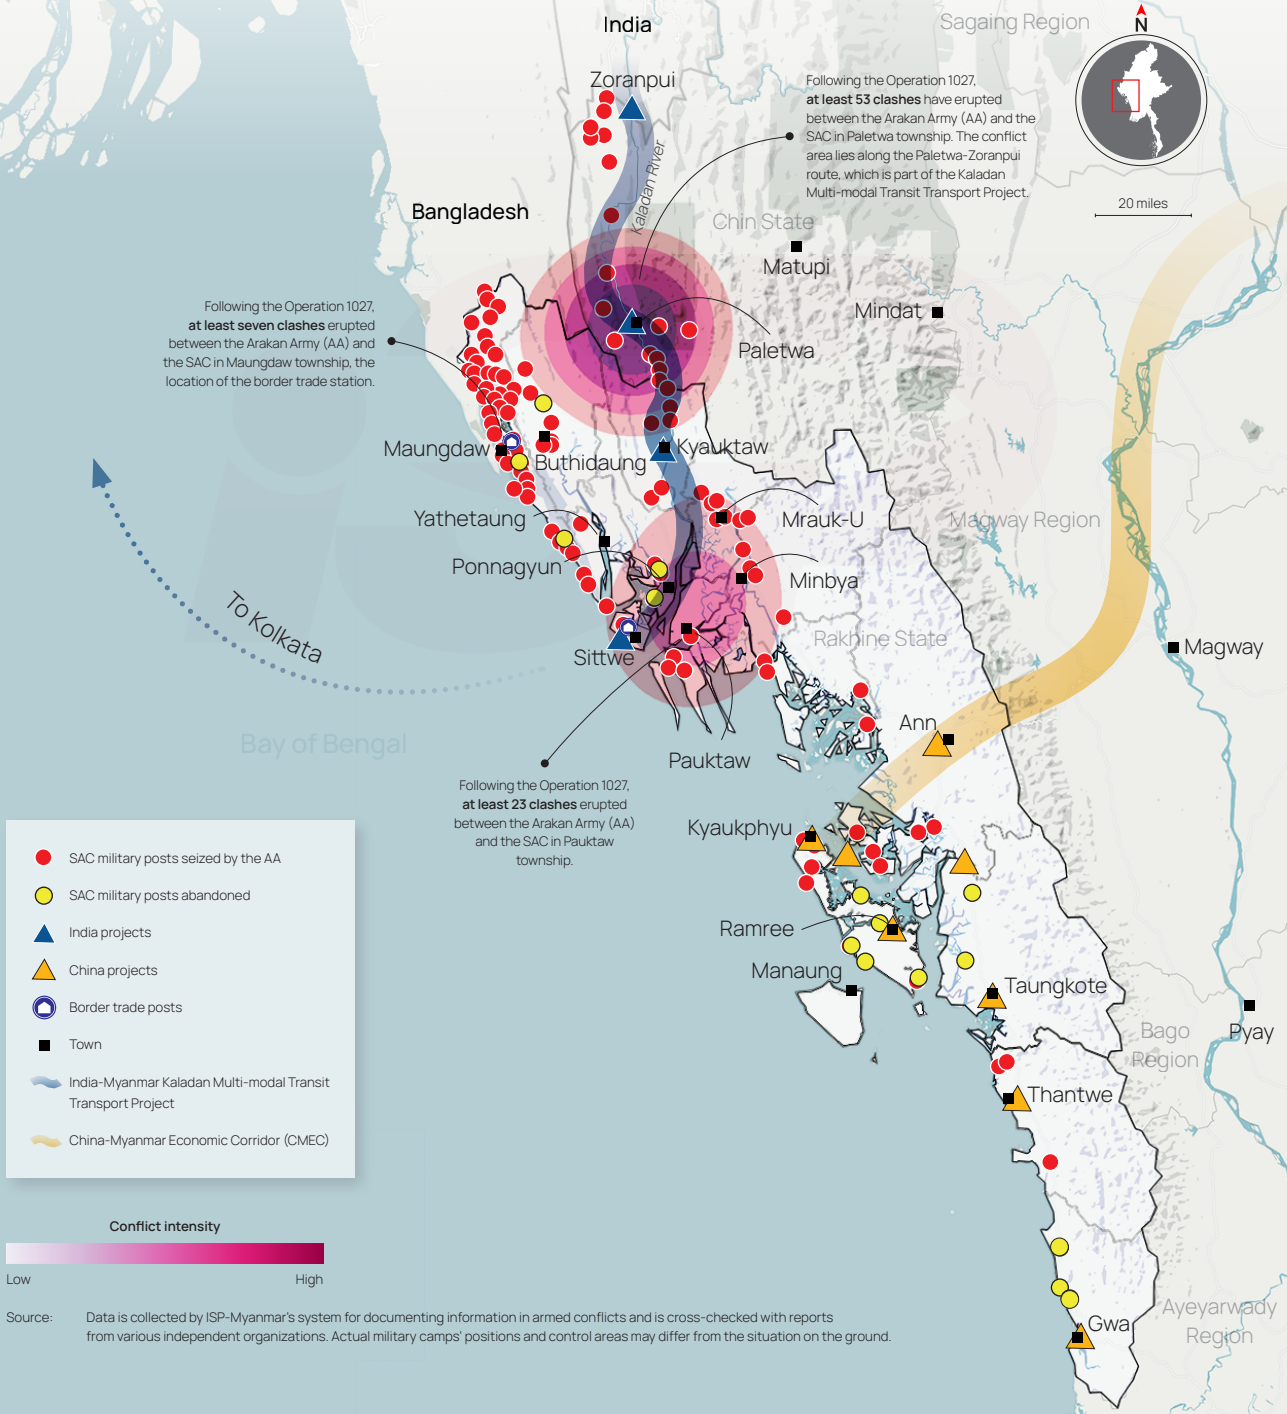 India
Sagaing Region
N
Zoranpui
Following the Operation 1027,
at least 53 clashes have erupted
between the Arakan Army (AA) and the
SAC in Paletwa township. The conflict
area lies along the Paletwa-Zoranpui
route, which is part of the Kaladan
Multi-modal Transit Transport Project.
Kaladan River
20 miles
Bangladesh
Chin State
Matupi
Mindat
Following the Operation 1027,
at least seven clashes erupted
between the Arakan Army (AA) and
the SAC in Maungdaw township, the
location of the border trade station.
Paletwa
Maungdaw
Buthidaung
Kyauktaw
Yathetaung
Mrauk-U
Magway Region
Ponnagyun
Minbya
To Kolkata
Rakhine State
Magway
Sittwe
Ann
Bay of Bengal
Pauktaw
Following the Operation 1027,
at least 23 clashes erupted
between the Arakan Army (AA)
and the SAC in Pauktaw
township.
Kyaukphyu
Ramree
Manaung
Taungkote
Bago
Region
Pyay
Thantwe
Ayeyarwady
Region
Gwa
SAC military posts seized by the AA
SAC military posts abandoned
India projects
China projects
Border trade posts
Town
India-Myanmar Kaladan Multi-modal Transit
Transport Project
China-Myanmar Economic Corridor (CMEC)
Conflict intensity
Low
High
Source: Data is collected by ISP-Myanmar's system for documenting information in armed conflicts and is cross-checked with reports
from various independent organizations. Actual military camps' positions and control areas may differ from the situation on the ground.